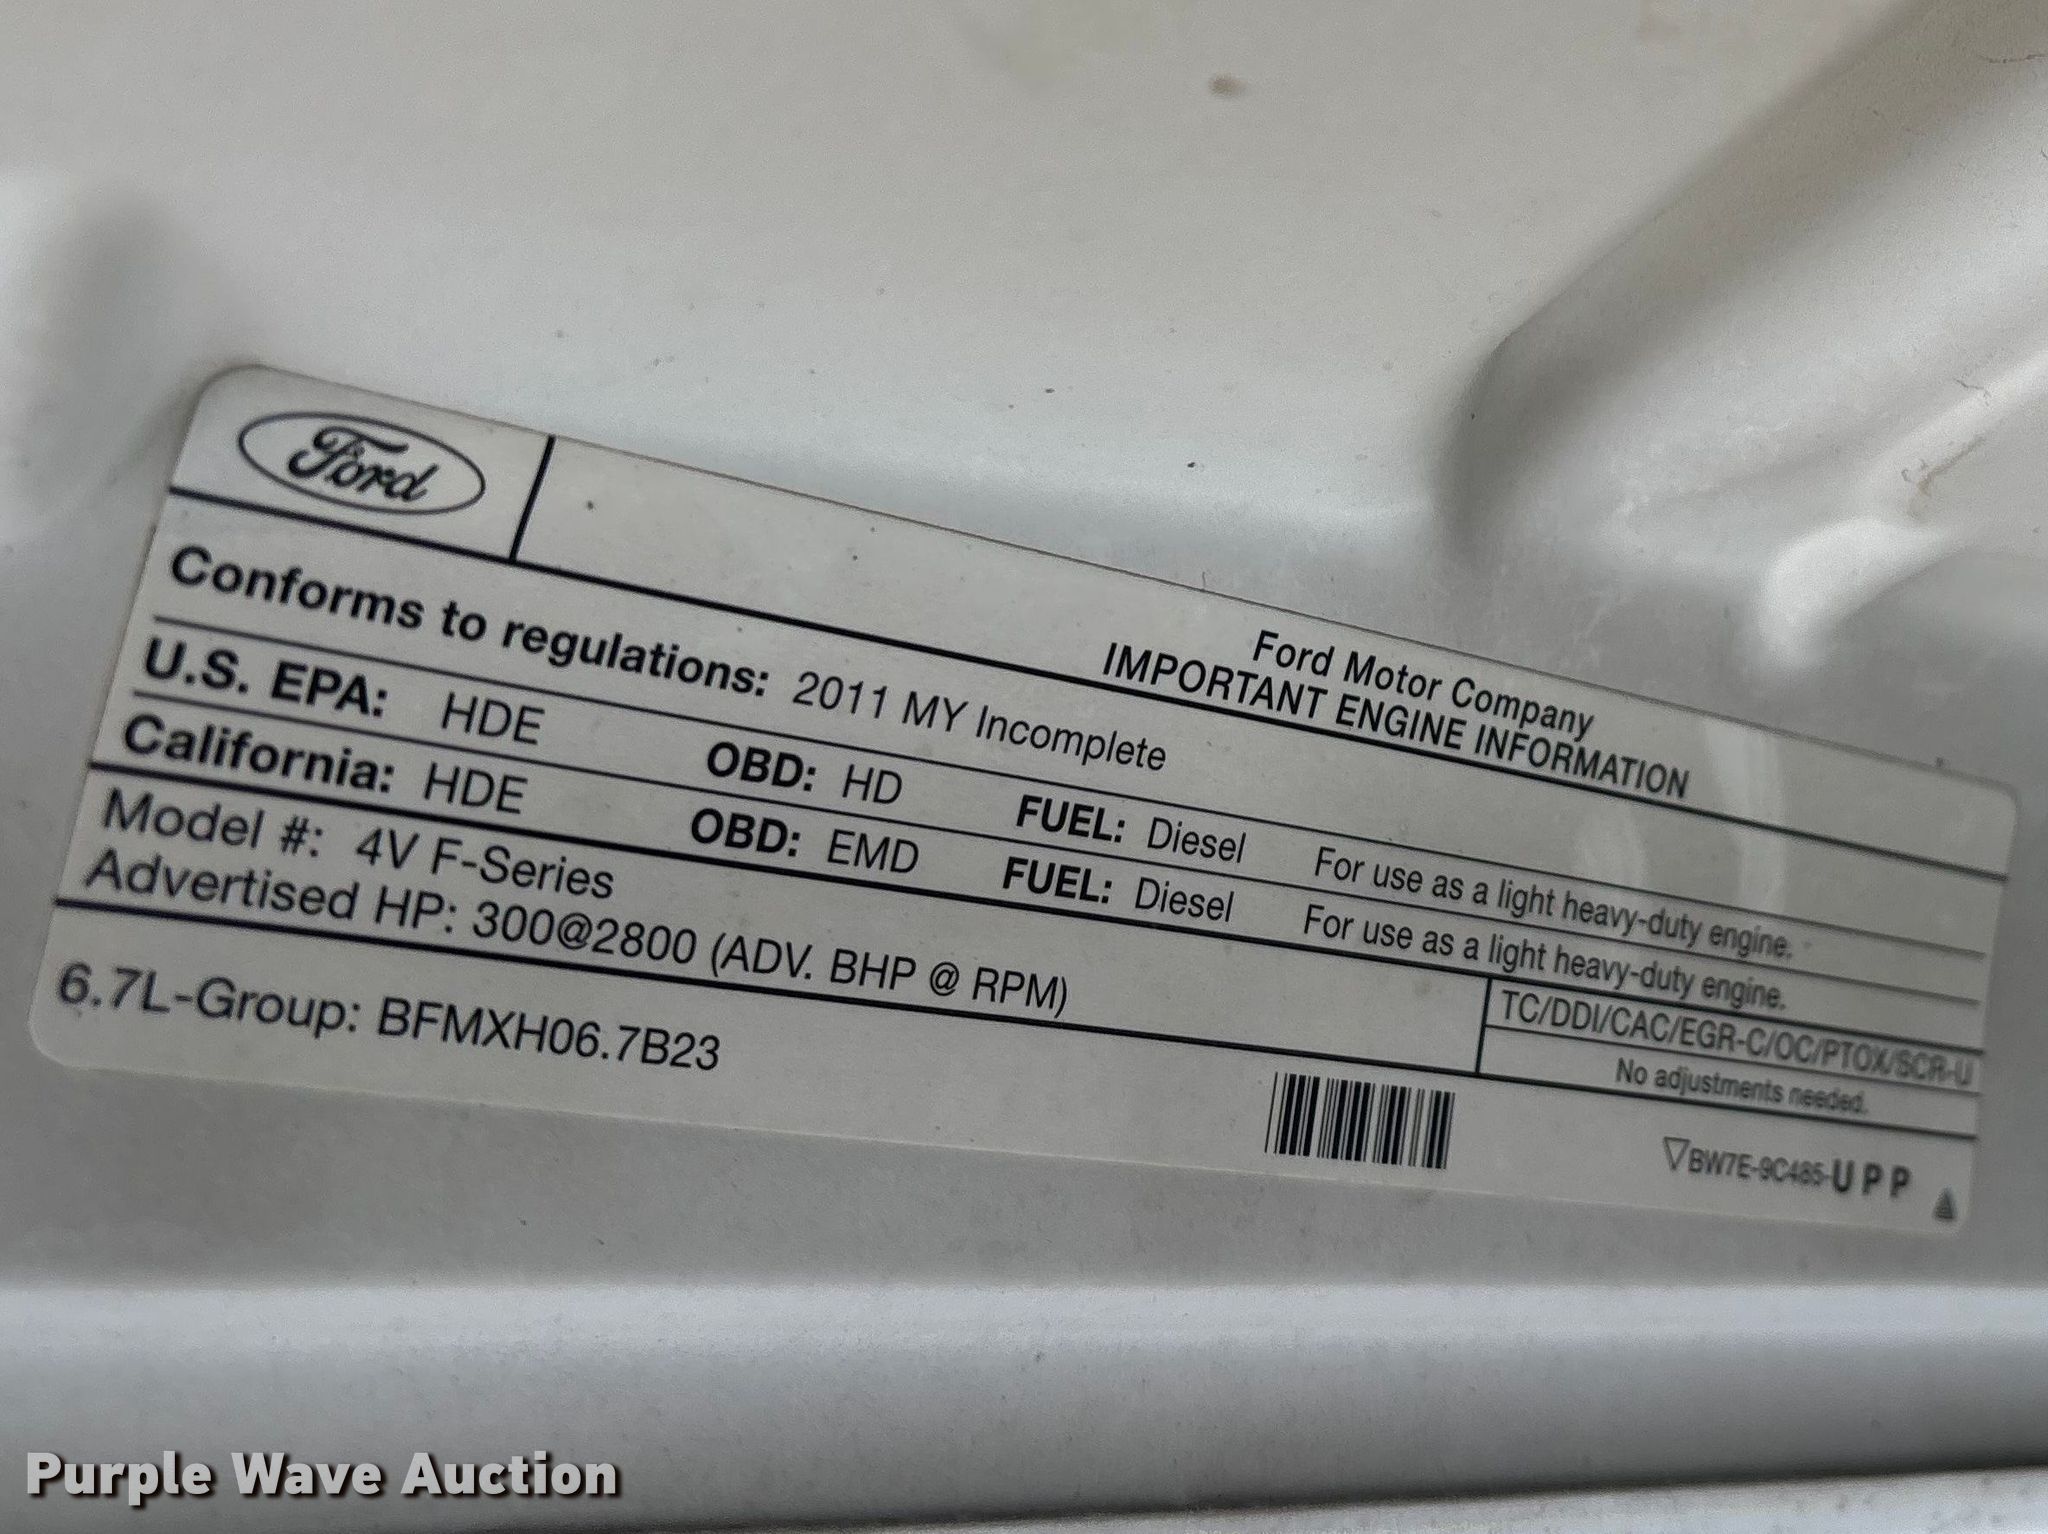 Ford
Ford Motor Company
IMPORTANT ENGINE INFORMATION
Conforms to regulations: 2011 MY Incomplete
U.S. EPA: HDE OBD: HD FUEL: Diesel For use as a light heavy-duty engine.
California: HDE OBD: EMD FUEL: Diesel For use as a light heavy-duty engine.
Model #: 4V F-Series
Advertised HP: 300@2800 (ADV. BHP @ RPM)
TC/DDI/CAC/EGR-C/OC/PTOX/SCR-U
No adjustments needed.
6.7L-Group: BFMXH06.7B23
BW7E-9C485-UPP
Purple Wave Auction